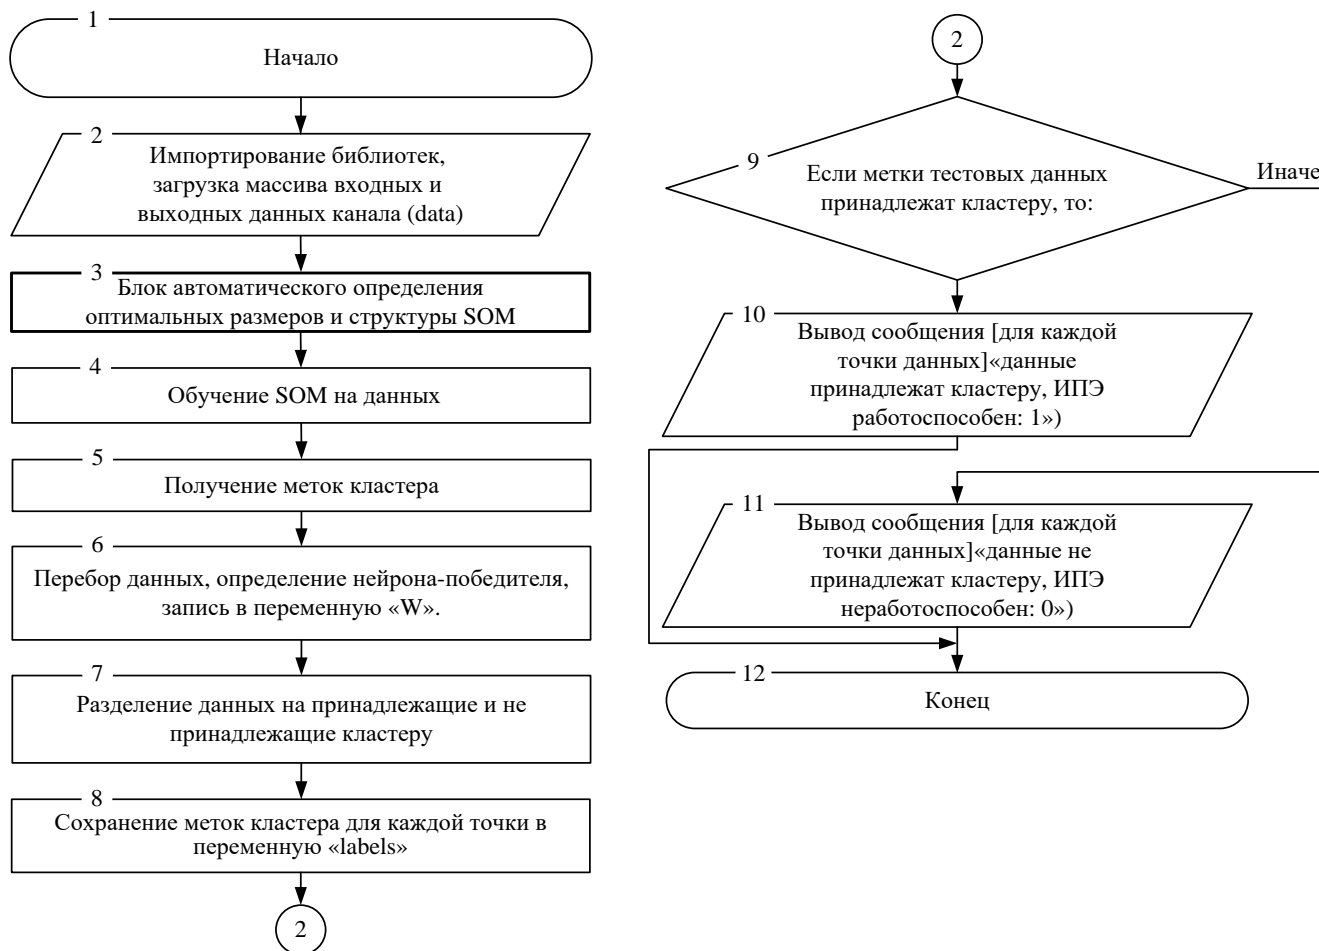 1
Начало
2
Импортирование библиотек,
загрузка массива входных и
выходных данных канала (data)
3
Блок автоматического определения
оптимальных размеров и структуры SOM
4
Обучение SOM на данных
5
Получение меток кластера
6
Перебор данных, определение нейрона-победителя,
запись в переменную «W».
7
Разделение данных на принадлежащие и не
принадлежащие кластеру
8
Сохранение меток кластера для каждой точки в
переменную «labels»
2
2
9
Если метки тестовых данных
принадлежат кластеру, то:
Иначе
10
Вывод сообщения [для каждой
точки данных]«данные
принадлежат кластеру, ИПЭ
работоспособен: 1»)
11
Вывод сообщения [для каждой
точки данных]«данные не
принадлежат кластеру, ИПЭ
неработоспособен: 0»)
12
Конец